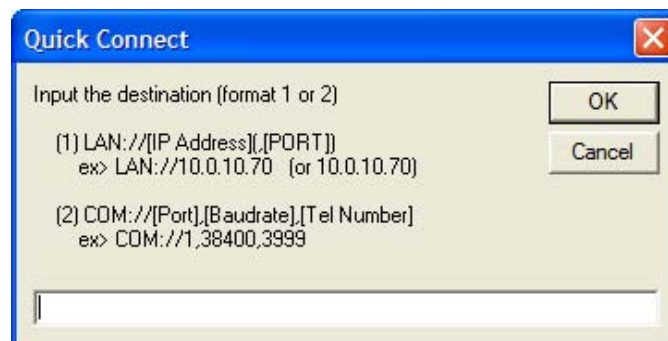 Quick Connect
Input the destination (format 1 or 2)
OK
(1) LAN://[IP Address](,[PORT])
ex> LAN://10.0.10.70 (or 10.0.10.70)
Cancel
(2) COM://[Port],[Baudrate],[Tel Number]
ex> COM://1,38400,3999